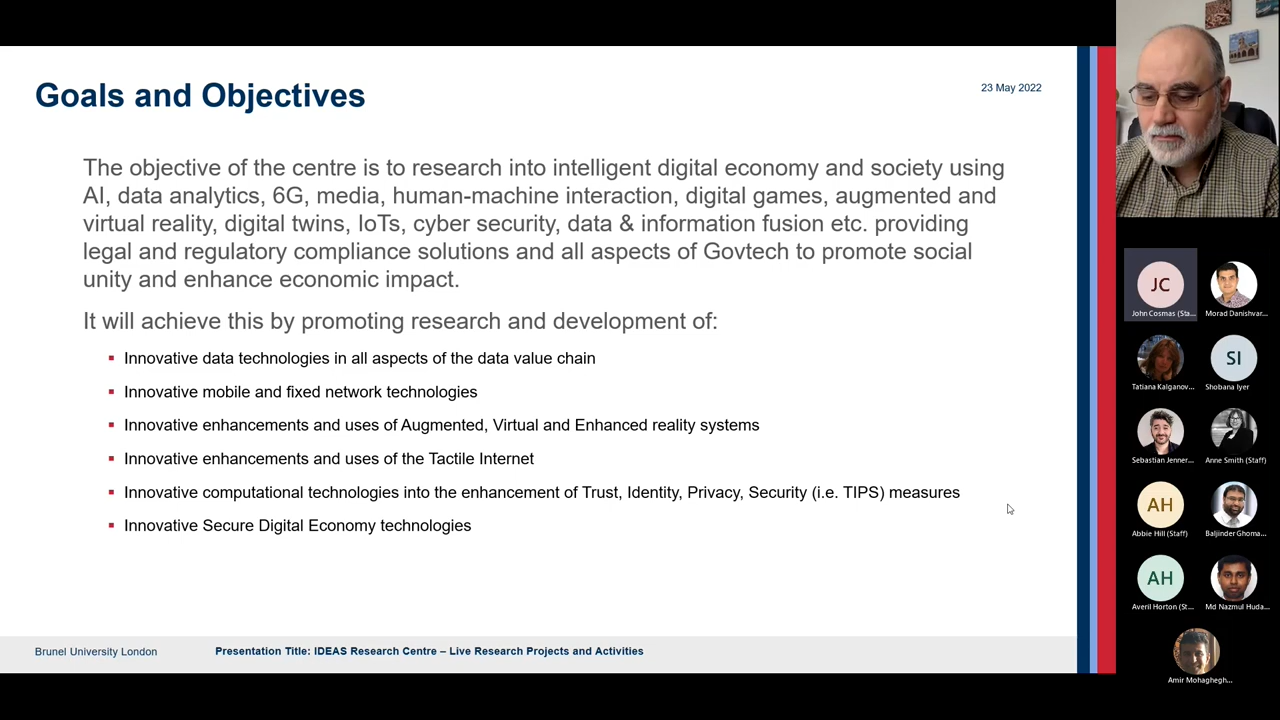 Goals and Objectives
23 May 2022
The objective of the centre is to research into intelligent digital economy and society using
AI, data analytics, 6G, media, human-machine interaction, digital games, augmented and
virtual reality, digital twins, IoTs, cyber security, data & information fusion etc. providing
legal and regulatory compliance solutions and all aspects of Govtech to promote social
unity and enhance economic impact.
It will achieve this by promoting research and development of:
▪ Innovative data technologies in all aspects of the data value chain
▪ Innovative mobile and fixed network technologies
▪ Innovative enhancements and uses of Augmented, Virtual and Enhanced reality systems
▪ Innovative enhancements and uses of the Tactile Internet
▪ Innovative computational technologies into the enhancement of Trust, Identity, Privacy, Security (i.e. TIPS) measures
▪ Innovative Secure Digital Economy technologies
Brunel University London
Presentation Title: IDEAS Research Centre – Live Research Projects and Activities
JC
John Cosmas (Sta...
Morad Danishvar...
Tatiana Kalganov...
SI
Shobana Iyer
Sebastian Jenner...
Anne Smith (Staff)
AH
Abbie Hill (Staff)
Baljinder Ghoma...
AH
Averil Horton (St...
Md Nazmul Huda...
Amir Mohaghegh...